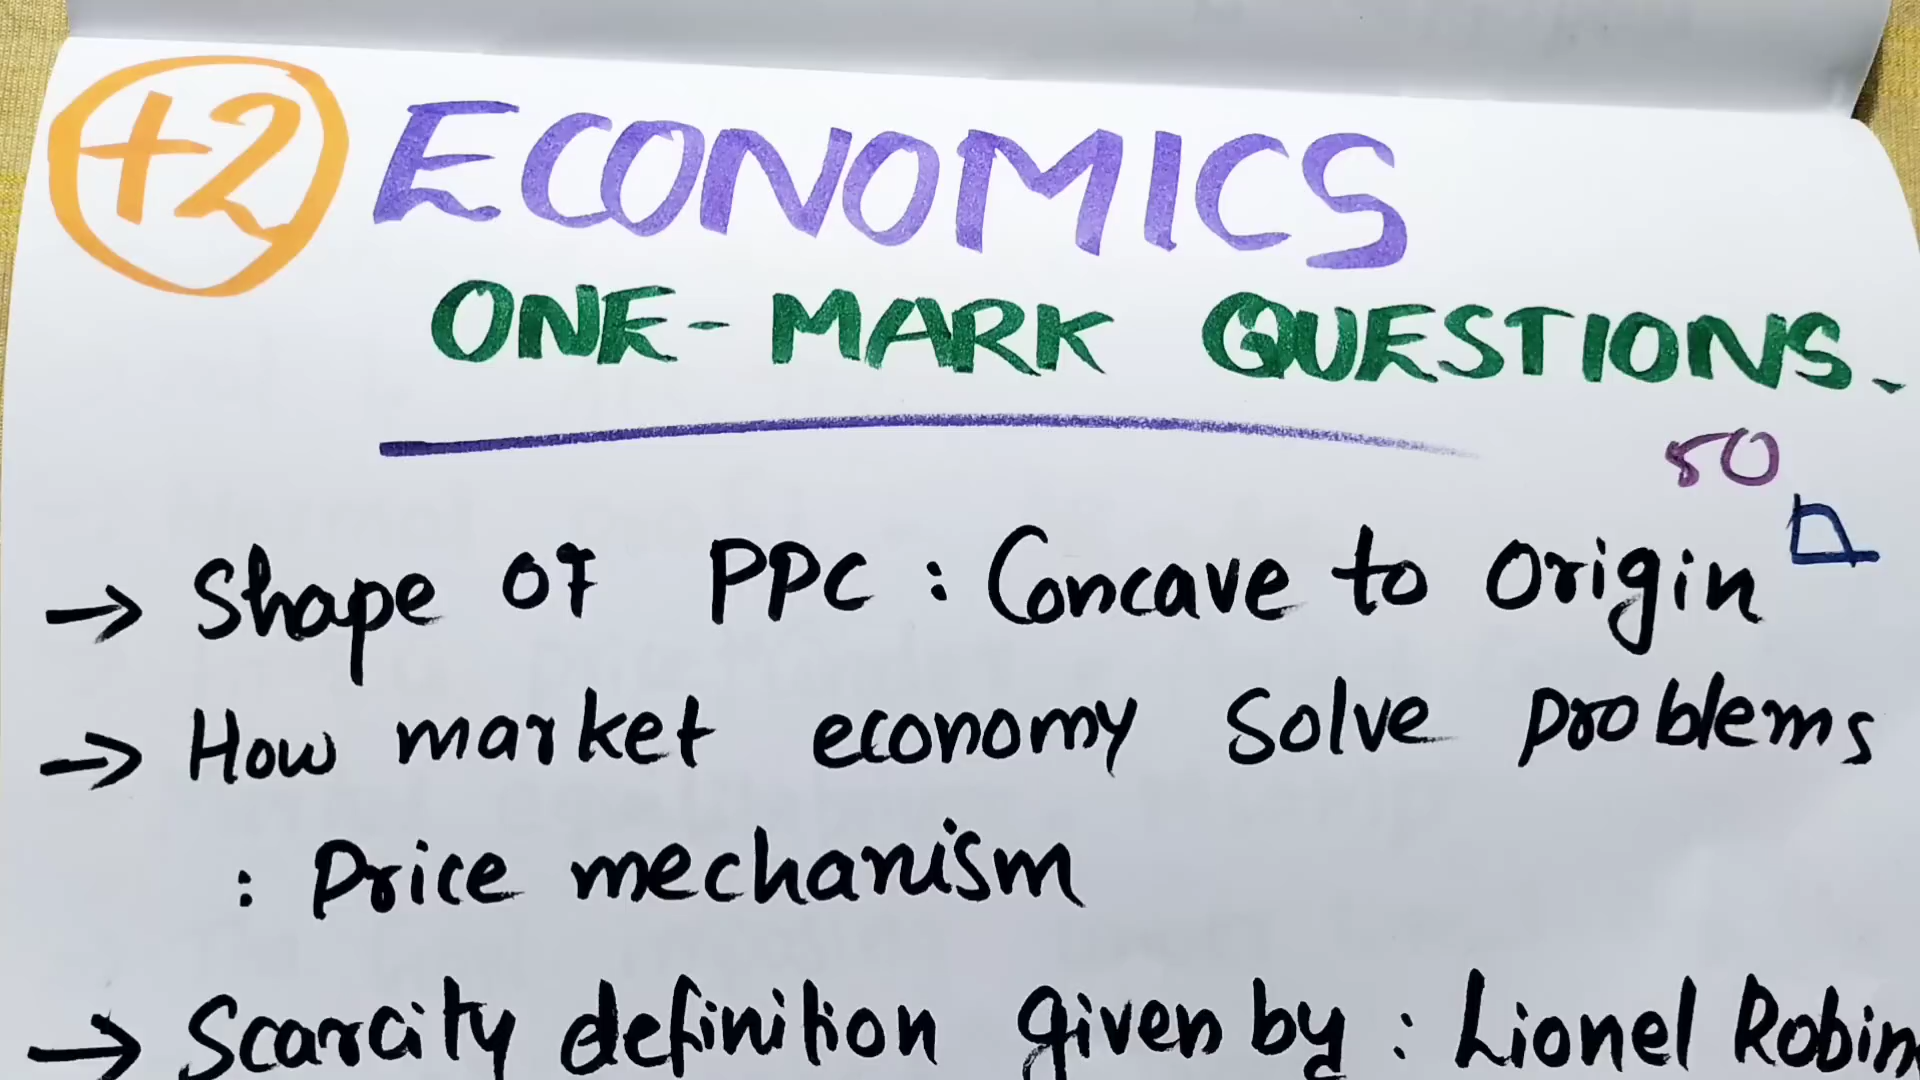 +2 ECONOMICS
ONE-MARK QUESTIONS.
50
→ Shape of PPC : Concave to Origin
→ How market economy solve problems
: Price mechanism
→ Scarcity definition given by : Lionel Robin